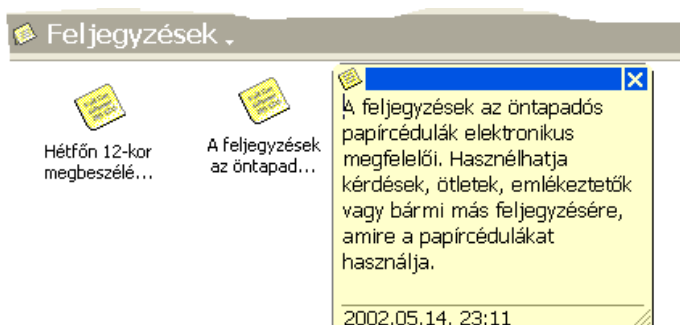 Feljegyzések
Hétfőn 12-kor
megbeszélé...
A feljegyzések
az öntapad...
A feljegyzések az öntapadós
papírcédulák elektronikus
megfelelői. Használhatja
kérdések, ötletek, emlékeztetők
vagy bármi más feljegyzésére,
amire a papírcédulákat
használja.
2002.05.14. 23:11